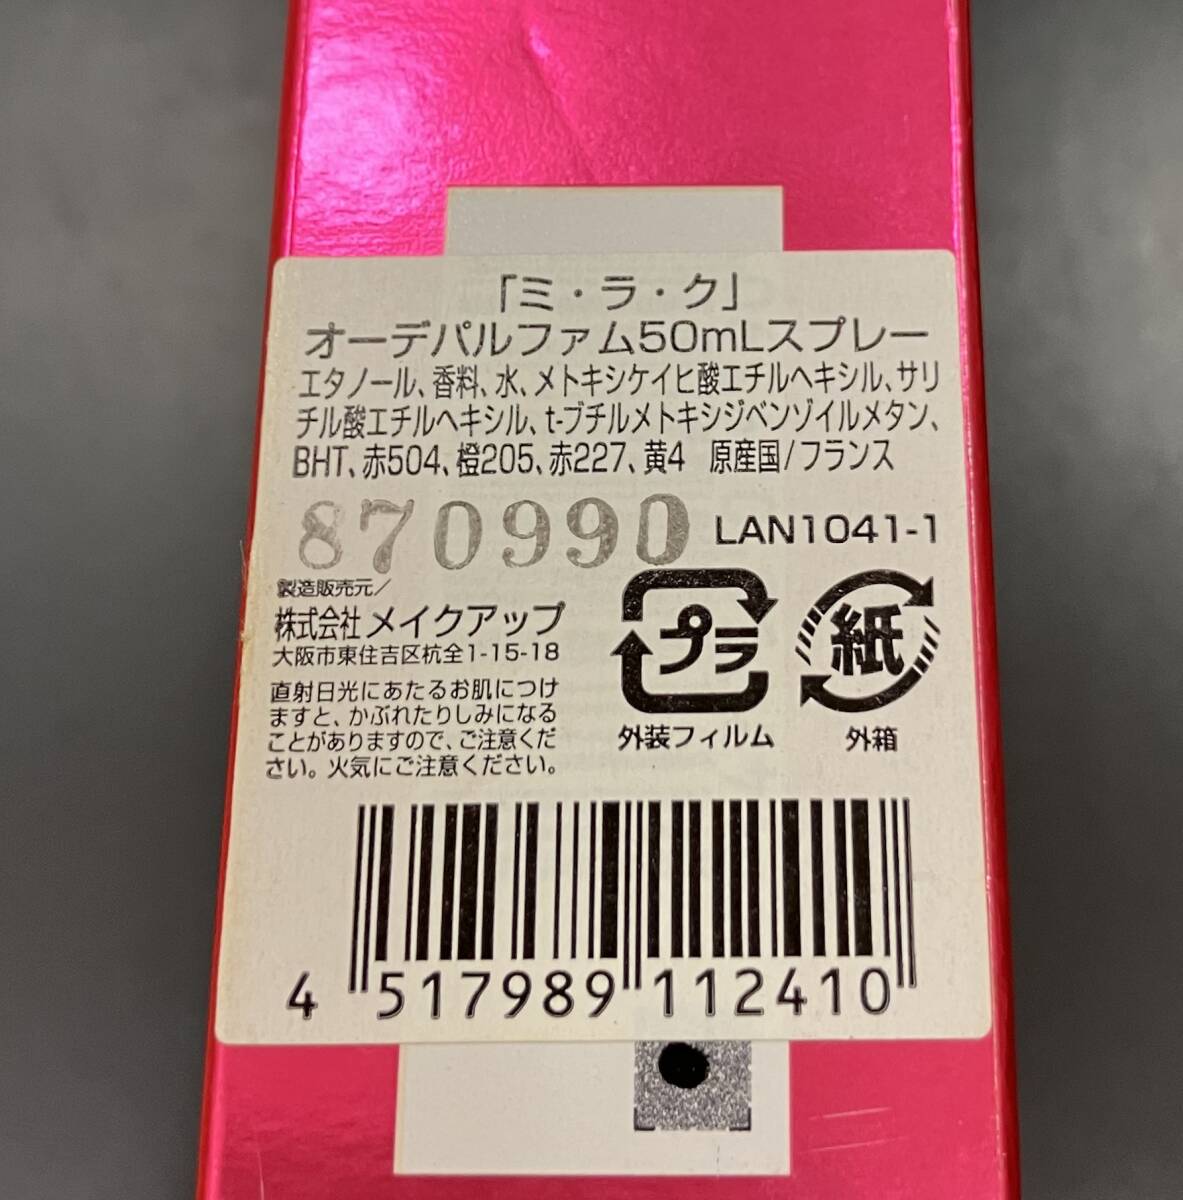 「ミ・ラ・ク」
オーデパルファム50mLスプレー
エタノール、香料、水、メトキシケイヒ酸エチルヘキシル、サリ
チル酸エチルヘキシル、t-ブチルメトキシジベンゾイルメタン、
BHT、赤504、橙205、赤227、黄4　原産国/フランス
870990 LAN1041-1
製造販売元/
株式会社 メイクアップ
大阪市東住吉区杭全1-15-18
直射日光にあたるお肌につけ
ますと、かぶれたりしみになる
ことがありますので、ご注意くだ
さい。火気にご注意ください。
プラ
外装フィルム
紙
外箱
4 517989 112410